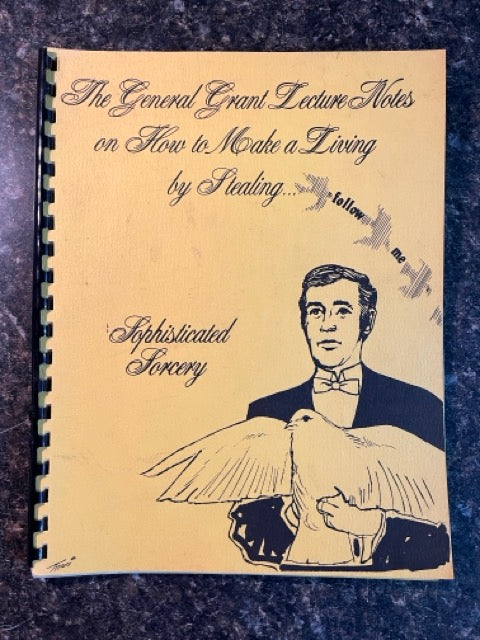 The General Grant Lecture Notes
on How to Make a Living
by Stealing...
follow
me
Sophisticated
Sorcery